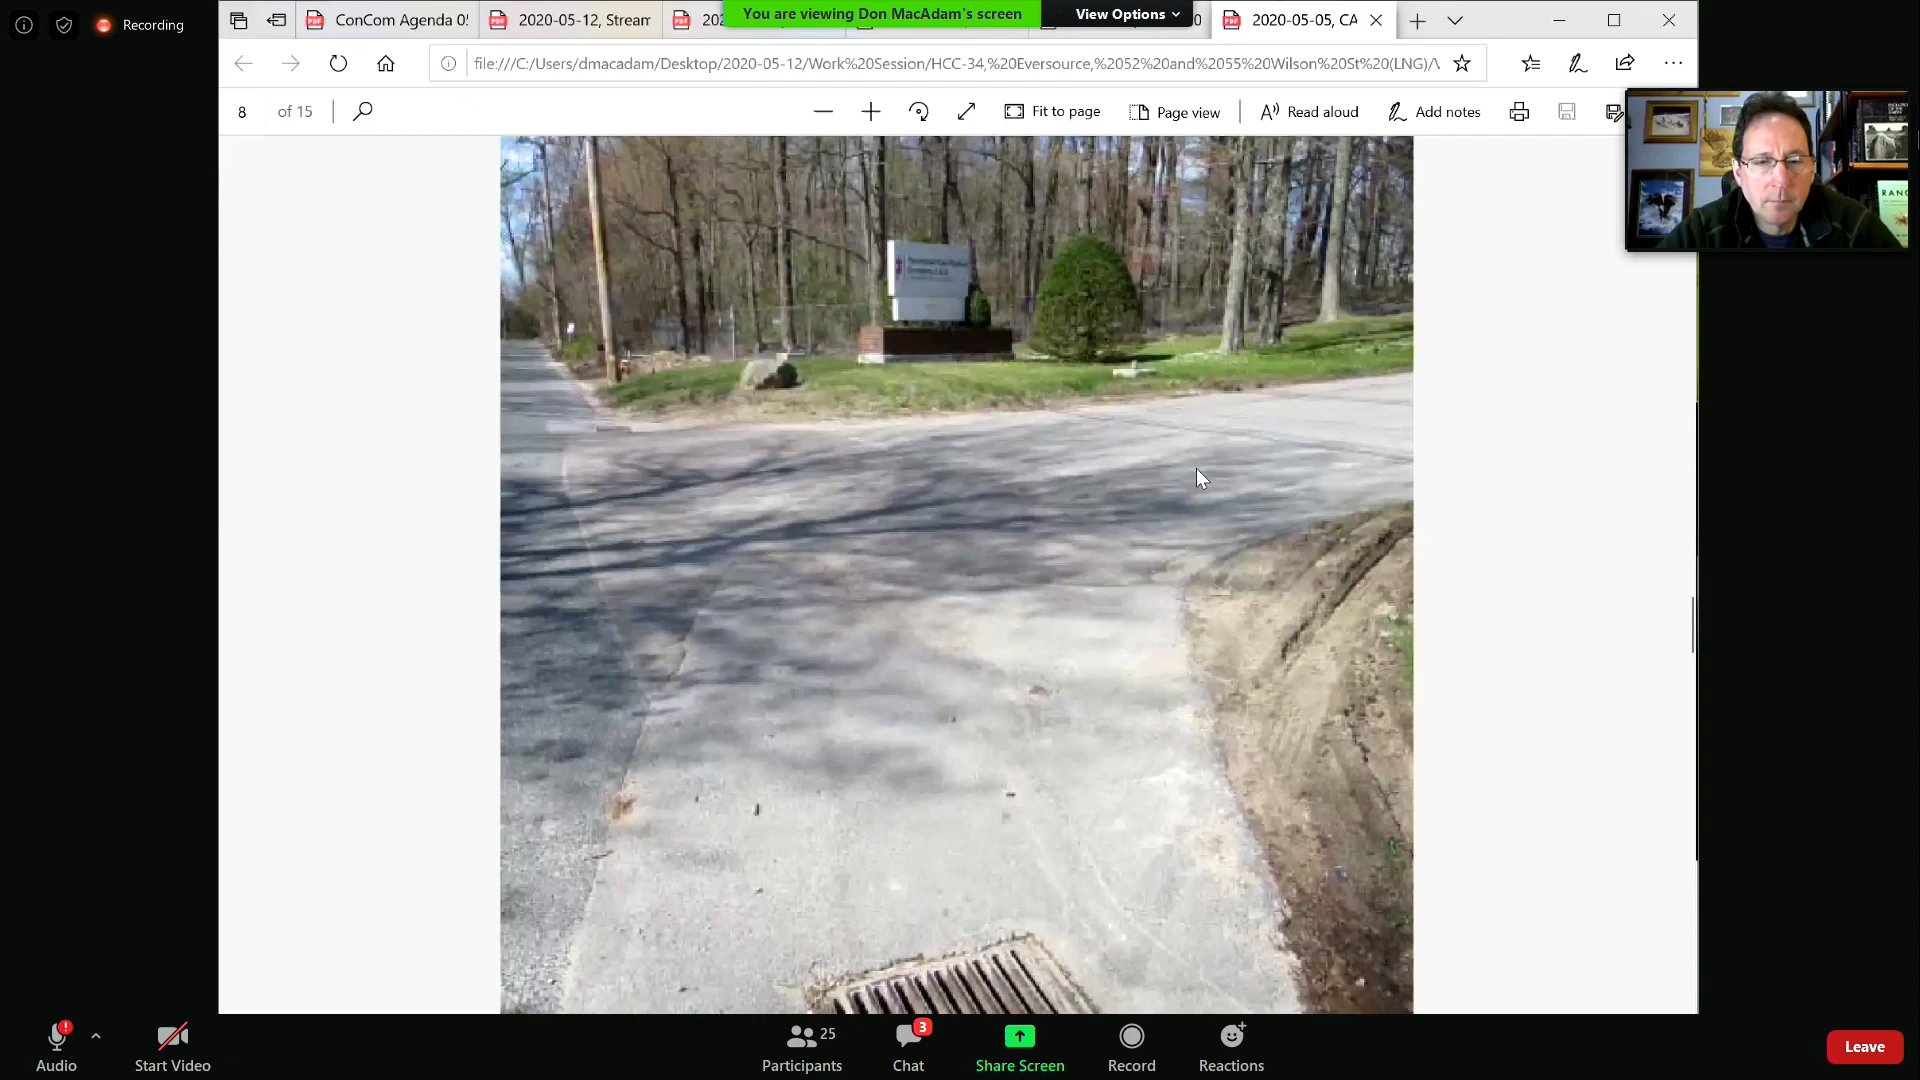 Recording
ConCom Agenda 05
2020-05-12, Stream
202
You are viewing Don MacAdam's screen
View Options
0
2020-05-05, CA
file:///C:/Users/dmacadam/Desktop/2020-05-12/Work%20Session/HCC-34,%20Eversource,%2052%20and%2055%20Wilson%20St%20(LNG)/V
8 of 15
Fit to page
Page view
Read aloud
Add notes
RANG
Audio
Start Video
25
Participants
3
Chat
Share Screen
Record
Reactions
Leave